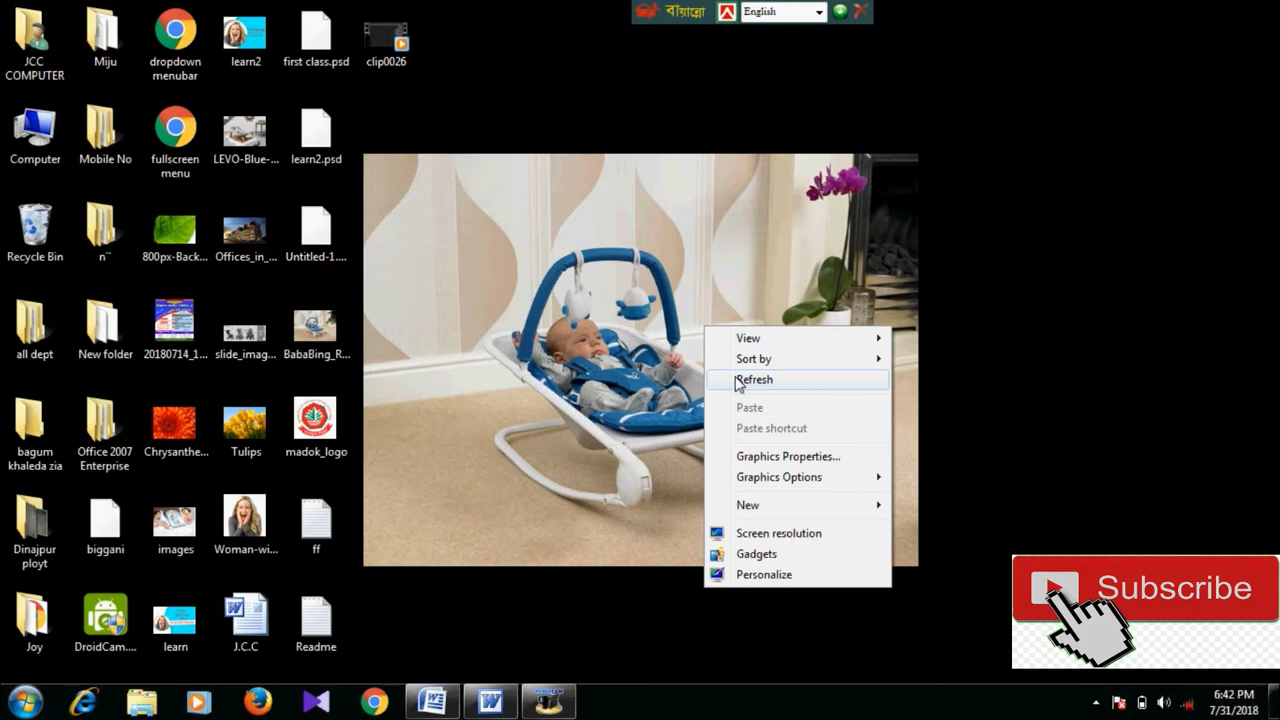 বাঁয়ান্নো
English
JCC
COMPUTER
Miju
dropdown
menubar
learn2
first class.psd
clip0026
Computer
Mobile No
fullscreen
menu
LEVO-Blue-...
learn2.psd
Recycle Bin
n``
800px-Back...
Offices_in_...
Untitled-1....
all dept
New folder
20180714_1...
slide_imag...
BabaBing_R...
bagum
khaleda zia
Office 2007
Enterprise
Chrysanthe...
Tulips
madok_logo
Dinajpur
ployt
biggani
images
Woman-wi...
ff
Joy
DroidCam....
learn
J.C.C
Readme
View
Sort by
Refresh
Paste
Paste shortcut
Graphics Properties...
Graphics Options
New
Screen resolution
Gadgets
Personalize
Subscribe
6:42 PM
7/31/2018